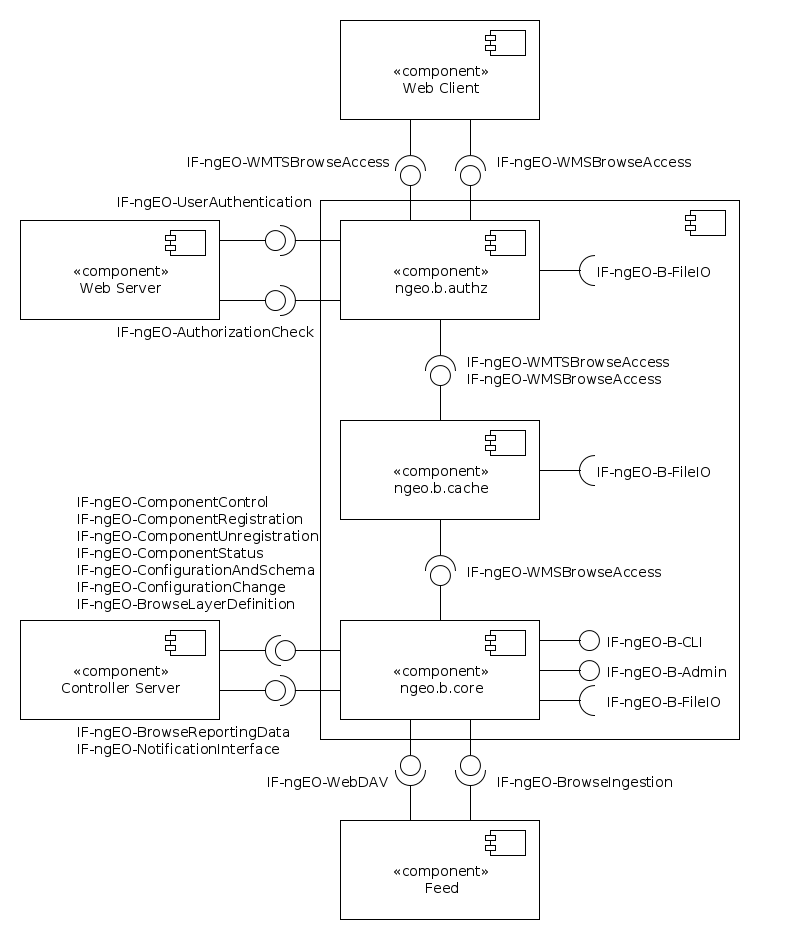 «component»
Web Client
IF-ngEO-WMTSBrowseAccess
IF-ngEO-WMSBrowseAccess
IF-ngEO-UserAuthentication
«component»
Web Server
«component»
ngeo.b.authz
IF-ngEO-B-FileIO
IF-ngEO-AuthorizationCheck
IF-ngEO-WMTSBrowseAccess
IF-ngEO-WMSBrowseAccess
«component»
ngeo.b.cache
IF-ngEO-B-FileIO
IF-ngEO-ComponentControl
IF-ngEO-ComponentRegistration
IF-ngEO-ComponentUnregistration
IF-ngEO-ComponentStatus
IF-ngEO-ConfigurationAndSchema
IF-ngEO-ConfigurationChange
IF-ngEO-BrowseLayerDefinition
IF-ngEO-WMSBrowseAccess
«component»
Controller Server
«component»
ngeo.b.core
IF-ngEO-B-CLI
IF-ngEO-B-Admin
IF-ngEO-B-FileIO
IF-ngEO-BrowseReportingData
IF-ngEO-NotificationInterface
IF-ngEO-WebDAV
IF-ngEO-BrowseIngestion
«component»
Feed